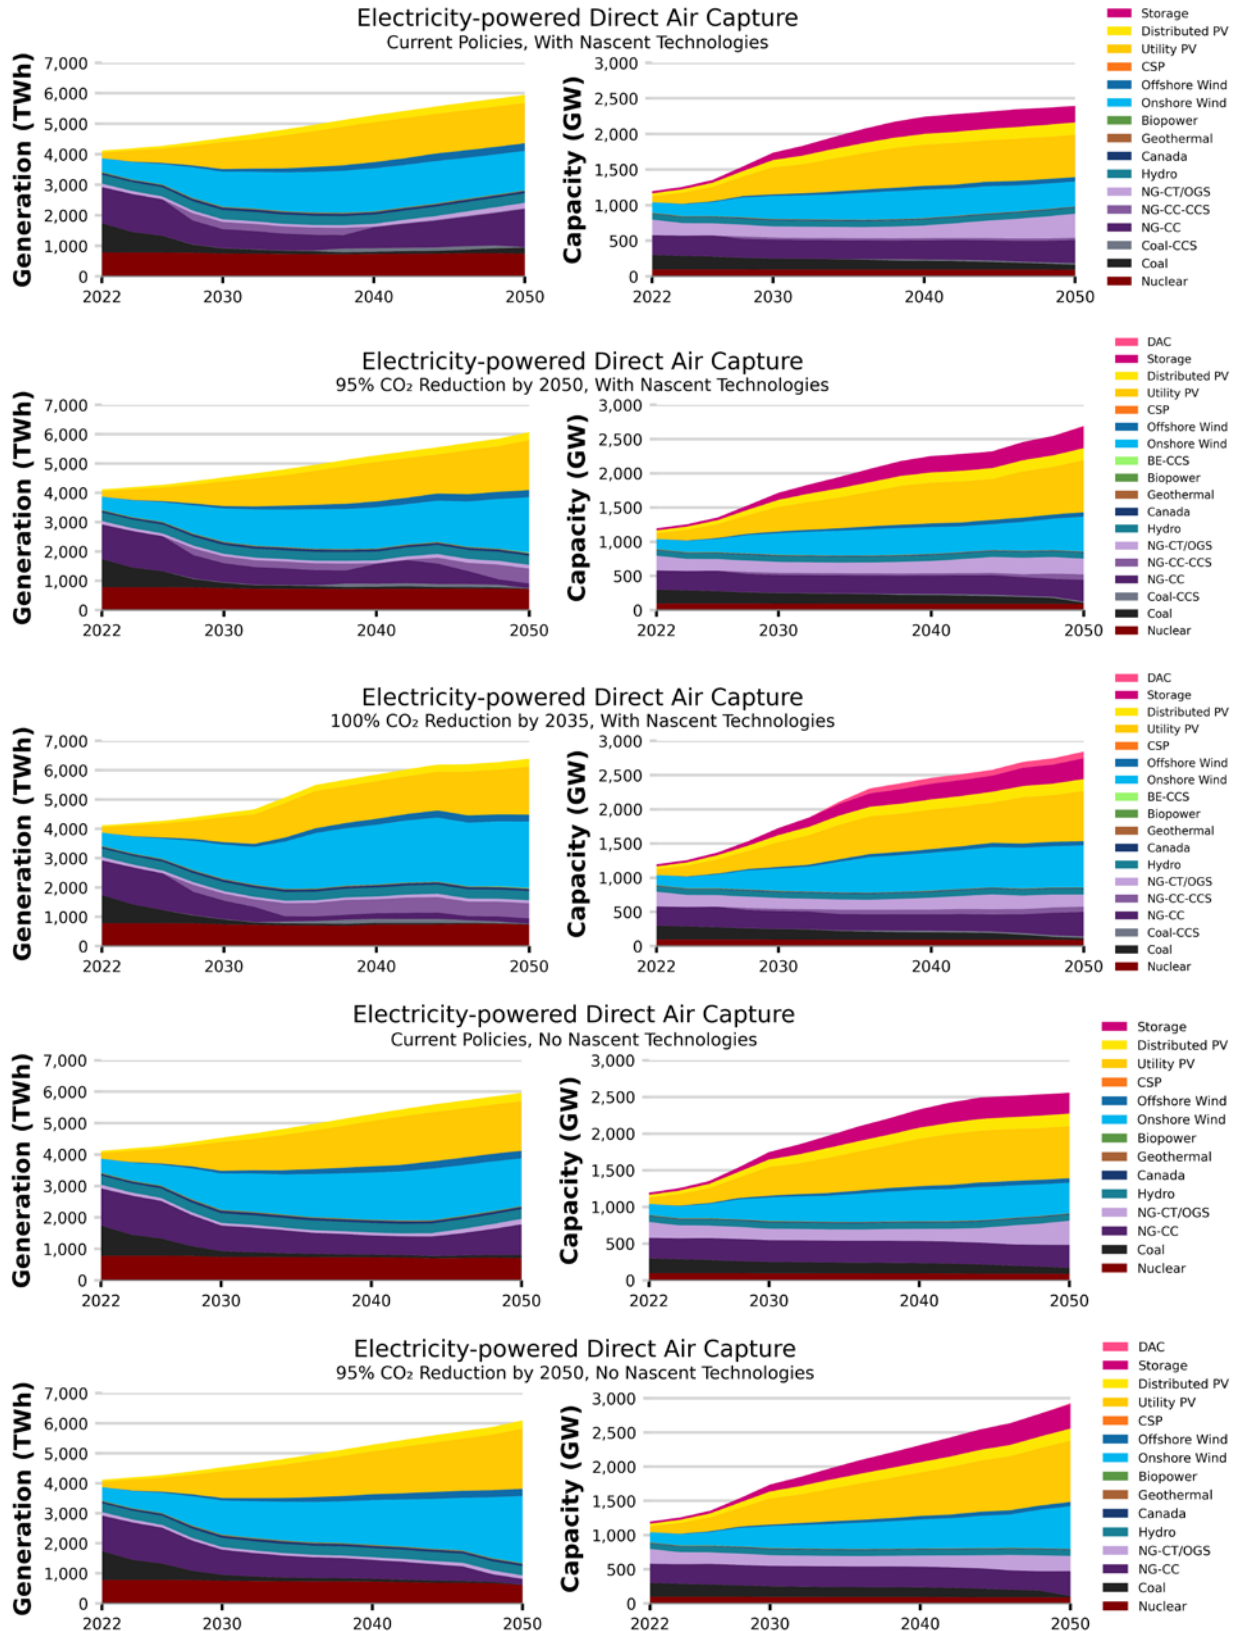 Electricity-powered Direct Air Capture
Current Policies, With Nascent Technologies
Generation (TWh)
7,000
6,000
5,000
4,000
3,000
2,000
1,000
0
2022
2030
2040
2050
Capacity (GW)
3,000
2,500
2,000
1,500
1,000
500
0
2022
2030
2040
2050
Storage
Distributed PV
Utility PV
CSP
Offshore Wind
Onshore Wind
Biopower
Geothermal
Canada
Hydro
NG-CT/OGS
NG-CC-CCS
NG-CC
Coal-CCS
Coal
Nuclear
Electricity-powered Direct Air Capture
95% CO₂ Reduction by 2050, With Nascent Technologies
Generation (TWh)
7,000
6,000
5,000
4,000
3,000
2,000
1,000
0
2022
2030
2040
2050
Capacity (GW)
3,000
2,500
2,000
1,500
1,000
500
0
2022
2030
2040
2050
DAC
Storage
Distributed PV
Utility PV
CSP
Offshore Wind
Onshore Wind
BE-CCS
Biopower
Geothermal
Canada
Hydro
NG-CT/OGS
NG-CC-CCS
NG-CC
Coal-CCS
Coal
Nuclear
Electricity-powered Direct Air Capture
100% CO₂ Reduction by 2035, With Nascent Technologies
Generation (TWh)
7,000
6,000
5,000
4,000
3,000
2,000
1,000
0
2022
2030
2040
2050
Capacity (GW)
3,000
2,500
2,000
1,500
1,000
500
0
2022
2030
2040
2050
DAC
Storage
Distributed PV
Utility PV
CSP
Offshore Wind
Onshore Wind
BE-CCS
Biopower
Geothermal
Canada
Hydro
NG-CT/OGS
NG-CC-CCS
NG-CC
Coal-CCS
Coal
Nuclear
Electricity-powered Direct Air Capture
Current Policies, No Nascent Technologies
Generation (TWh)
7,000
6,000
5,000
4,000
3,000
2,000
1,000
0
2022
2030
2040
2050
Capacity (GW)
3,000
2,500
2,000
1,500
1,000
500
0
2022
2030
2040
2050
Storage
Distributed PV
Utility PV
CSP
Offshore Wind
Onshore Wind
Biopower
Geothermal
Canada
Hydro
NG-CT/OGS
NG-CC
Coal
Nuclear
Electricity-powered Direct Air Capture
95% CO₂ Reduction by 2050, No Nascent Technologies
Generation (TWh)
7,000
6,000
5,000
4,000
3,000
2,000
1,000
0
2022
2030
2040
2050
Capacity (GW)
3,000
2,500
2,000
1,500
1,000
500
0
2022
2030
2040
2050
DAC
Storage
Distributed PV
Utility PV
CSP
Offshore Wind
Onshore Wind
Biopower
Geothermal
Canada
Hydro
NG-CT/OGS
NG-CC
Coal
Nuclear